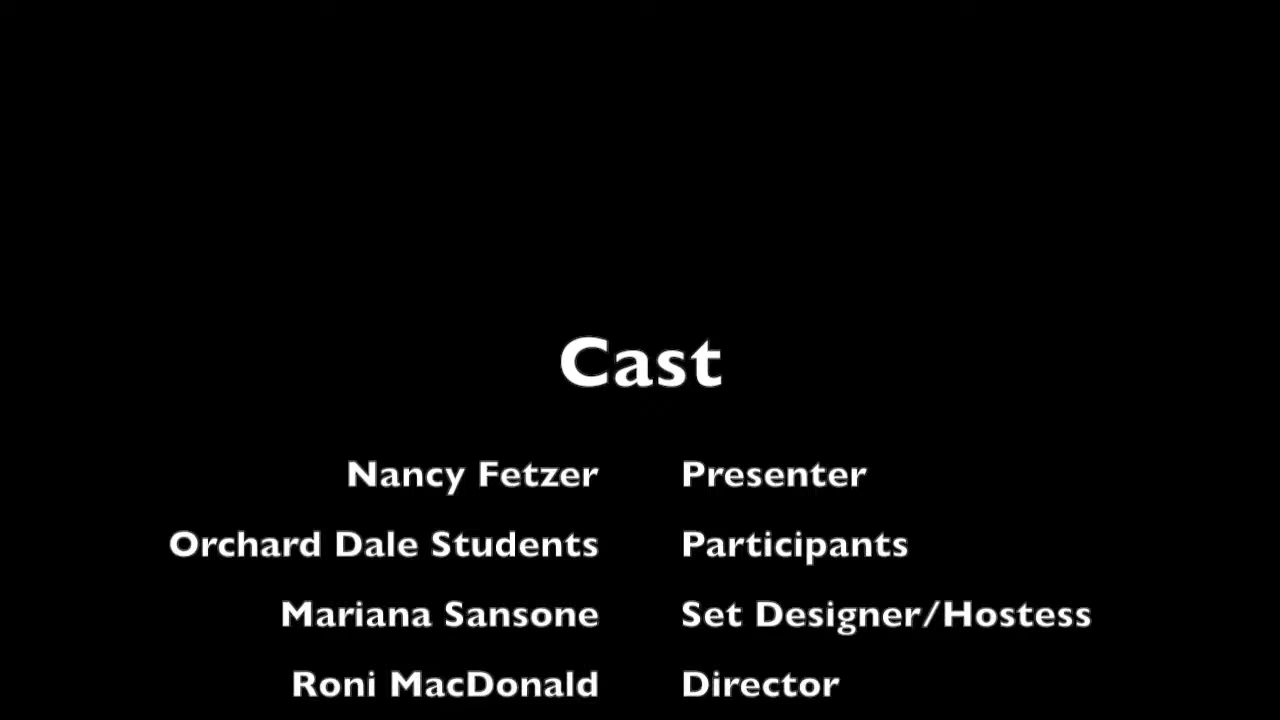 Cast
Nancy Fetzer Presenter
Orchard Dale Students Participants
Mariana Sansone Set Designer/Hostess
Roni MacDonald Director